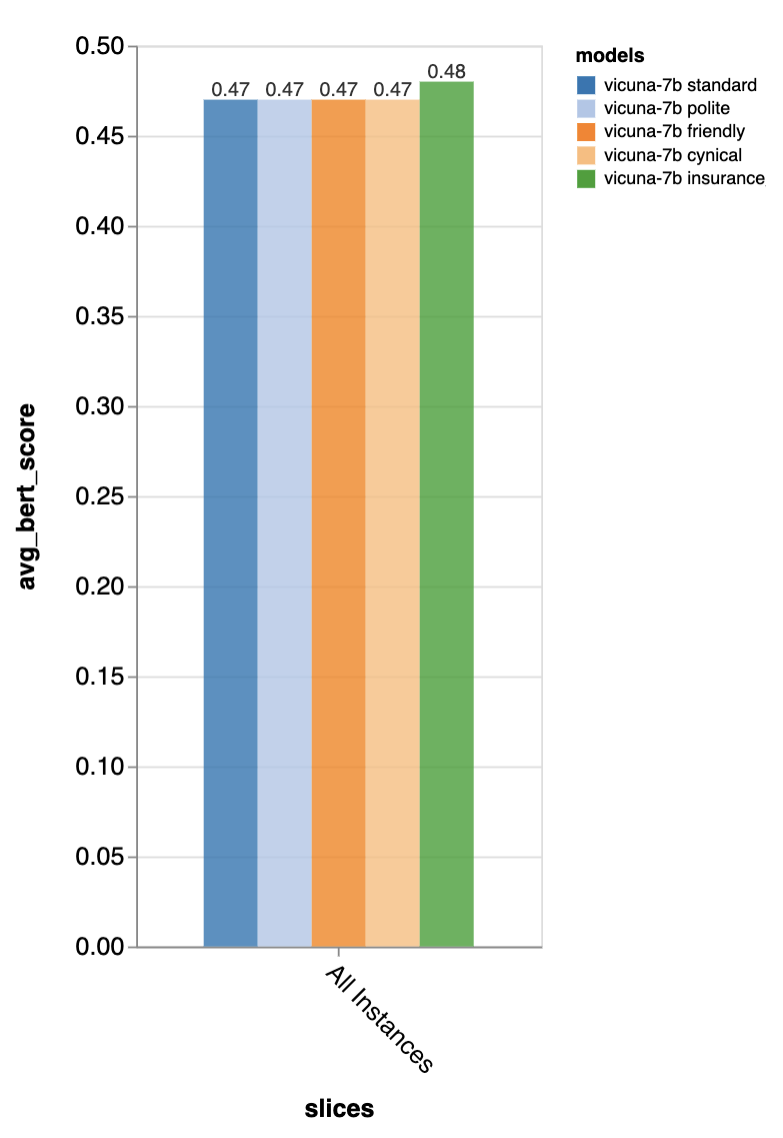 0.50
0.45
0.40
0.35
0.30
0.25
0.20
0.15
0.10
0.05
0.00
avg_bert_score
0.47 0.47 0.47 0.47 0.48
All Instances
slices
models
vicuna-7b standard
vicuna-7b polite
vicuna-7b friendly
vicuna-7b cynical
vicuna-7b insurance